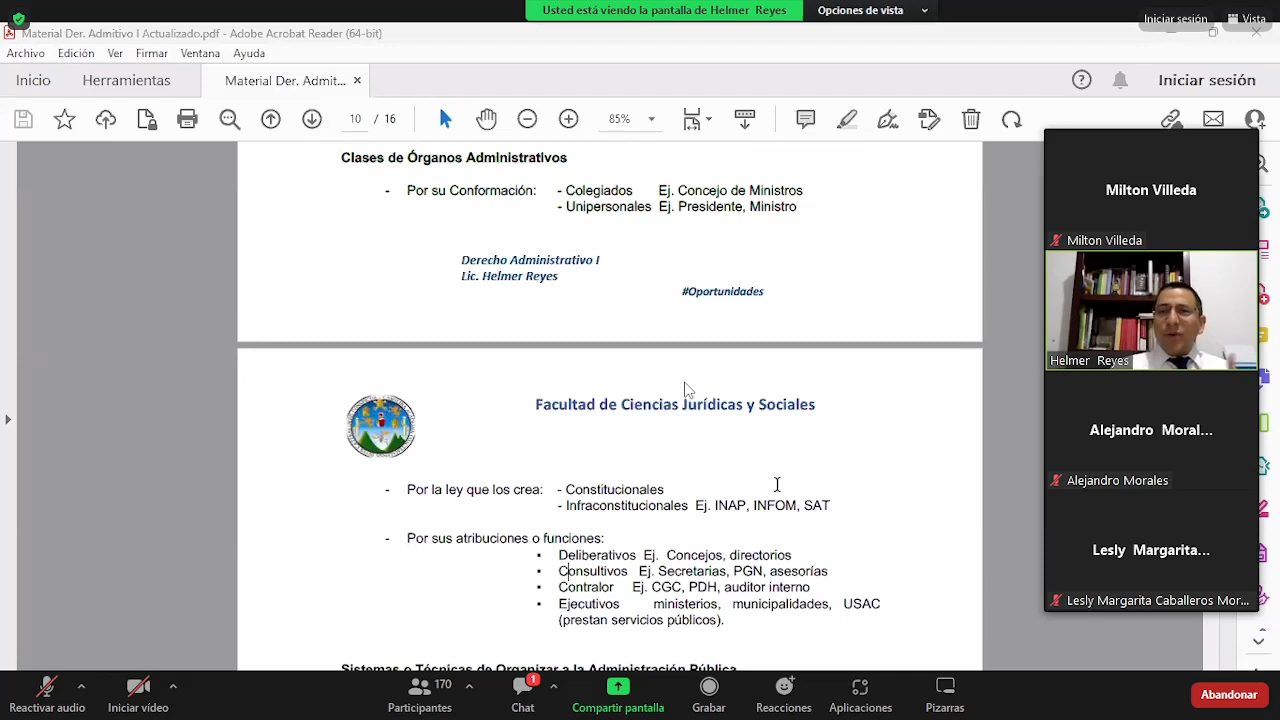 Usted está viendo la pantalla de Helmer Reyes
Opciones de vista
Iniciar sesión
Vista
Material Der. Admitivo I Actualizado.pdf - Adobe Acrobat Reader (64-bit)
Archivo Edición Ver Firmar Ventana Ayuda
Inicio Herramientas Material Der. Admit... × Iniciar sesión
10 / 16 85%
Clases de Órganos Administrativos
- Por su Conformación: - Colegiados Ej. Concejo de Ministros
- Unipersonales Ej. Presidente, Ministro
Derecho Administrativo I
Lic. Helmer Reyes
#Oportunidades
Facultad de Ciencias Jurídicas y Sociales
- Por la ley que los crea: - Constitucionales
- Infraconstitucionales Ej. INAP, INFOM, SAT
- Por sus atribuciones o funciones:
▪ Deliberativos Ej. Concejos, directorios
▪ Consultivos Ej. Secretarias, PGN, asesorías
▪ Contralor Ej. CGC, PDH, auditor interno
▪ Ejecutivos ministerios, municipalidades, USAC
(prestan servicios públicos).
Sistemas o Técnicas de Organizar a la Administración Pública
Milton Villeda
Milton Villeda
Helmer Reyes
Alejandro Moral...
Alejandro Morales
Lesly Margarita...
Lesly Margarita Caballeros Mor...
Reactivar audio
Iniciar vídeo
170
Participantes
1
Chat
Compartir pantalla
Grabar
Reacciones
Aplicaciones
Pizarras
Abandonar